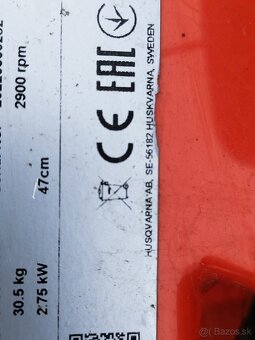 2900 rpm
47cm
30.5 kg
2.75 kW
CE EAC
HUSQVARNA AB, SE-56182 HUSKVARNA, SWEDEN
© Bazos.sk